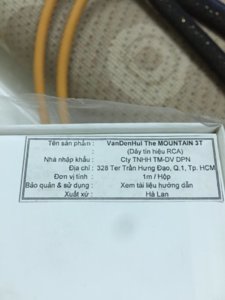 Tên sản phẩm : VanDenHul The MOUNTAIN 3T
(Dây tín hiệu RCA)
Nhà nhập khẩu : Cty TNHH TM-DV DPN
Địa chỉ : 328 Ter Trần Hưng Đạo, Q.1, Tp. HCM
Đơn vị tính : 1m / Hộp
Bảo quản & sử dụng : Xem tài liệu hướng dẫn
Xuất xứ : Hà Lan